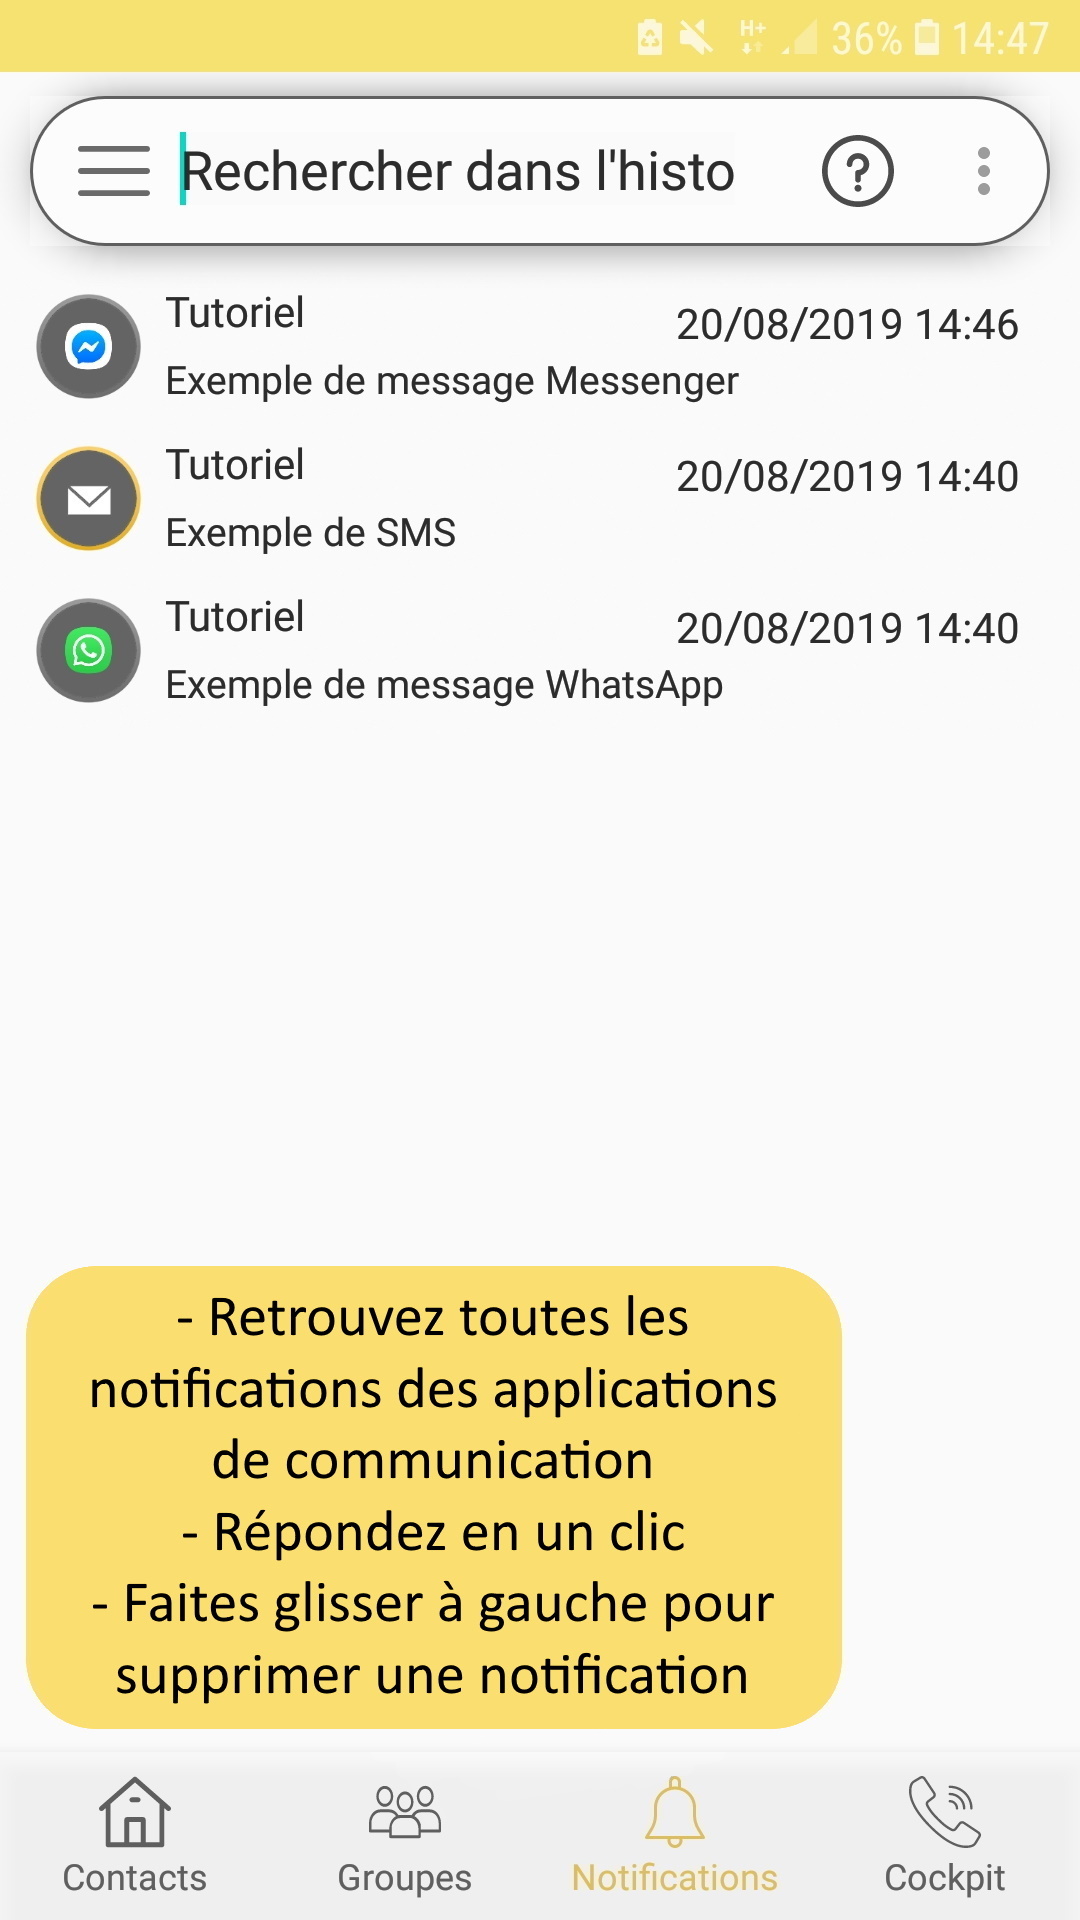 H+ 36% 14:47
Rechercher dans l'histo
Tutoriel
20/08/2019 14:46
Exemple de message Messenger
Tutoriel
20/08/2019 14:40
Exemple de SMS
Tutoriel
20/08/2019 14:40
Exemple de message WhatsApp
- Retrouvez toutes les
notifications des applications
de communication
- Répondez en un clic
- Faites glisser à gauche pour
supprimer une notification
Contacts Groupes Notifications Cockpit